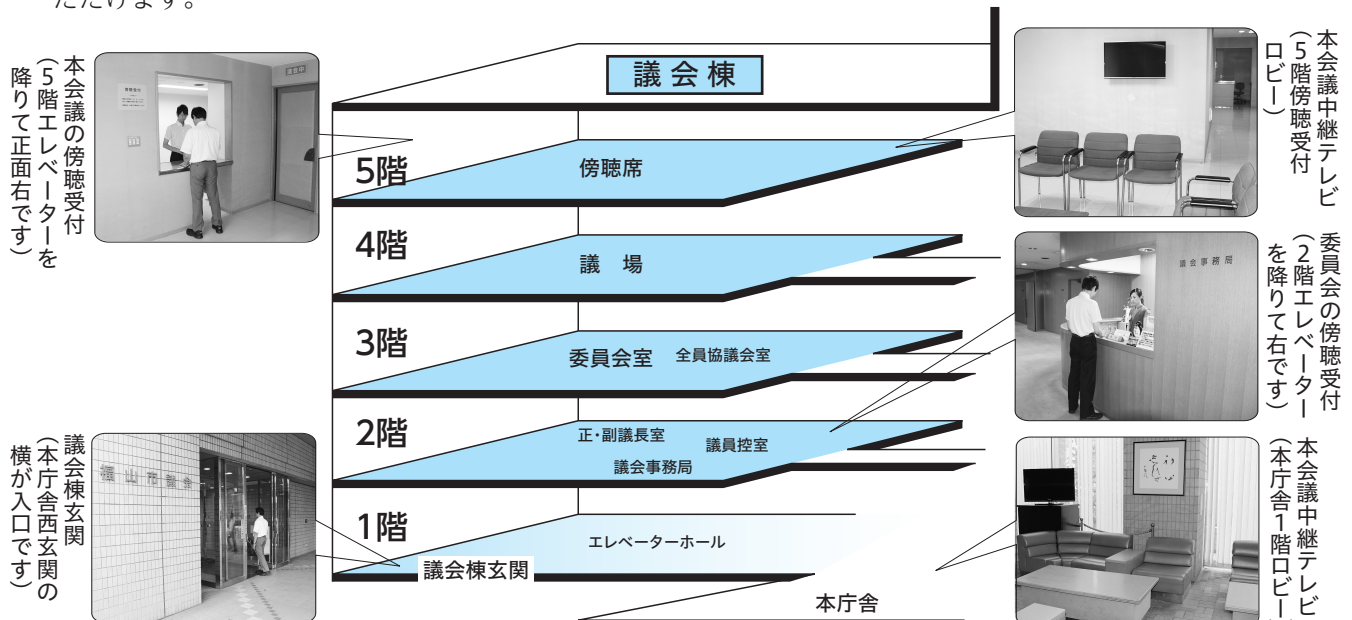 ただけます。
議会棟
本会議の傍聴受付
(5階エレベーターを
降りて正面右です)
本会議中継テレビ
(5階傍聴受付
ロビー)
5階
傍聴席
4階
議 場
議会事務局
委員会の傍聴受付
(2階エレベーター
を降りて右です)
3階
委員会室 全員協議会室
2階
正・副議長室
議員控室
議会事務局
福山市議会
議会棟玄関
(本庁舎西玄関の
横が入口です)
1階
エレベーターホール
議会棟玄関
本庁舎
本会議中継テレビ
(本庁舎1階ロビー)